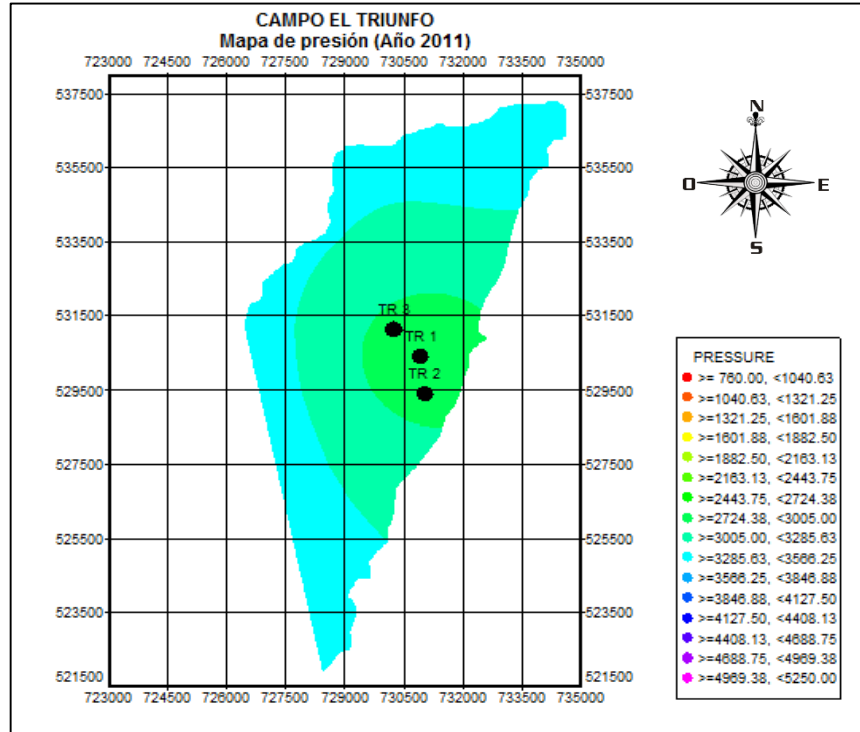 CAMPO EL TRIUNFO
Mapa de presión (Año 2011)
723000 724500 726000 727500 729000 730500 732000 733500 735000
537500 537500
535500 535500
533500 533500
531500 531500
529500 529500
527500 527500
525500 525500
523500 523500
521500 521500
723000 724500 726000 727500 729000 730500 732000 733500 735000
TR 3
TR 1
TR 2
N
O E
S
PRESSURE
>= 760.00, <1040.63
>=1040.63, <1321.25
>=1321.25, <1601.88
>=1601.88, <1882.50
>=1882.50, <2163.13
>=2163.13, <2443.75
>=2443.75, <2724.38
>=2724.38, <3005.00
>=3005.00, <3285.63
>=3285.63, <3566.25
>=3566.25, <3846.88
>=3846.88, <4127.50
>=4127.50, <4408.13
>=4408.13, <4688.75
>=4688.75, <4969.38
>=4969.38, <5250.00